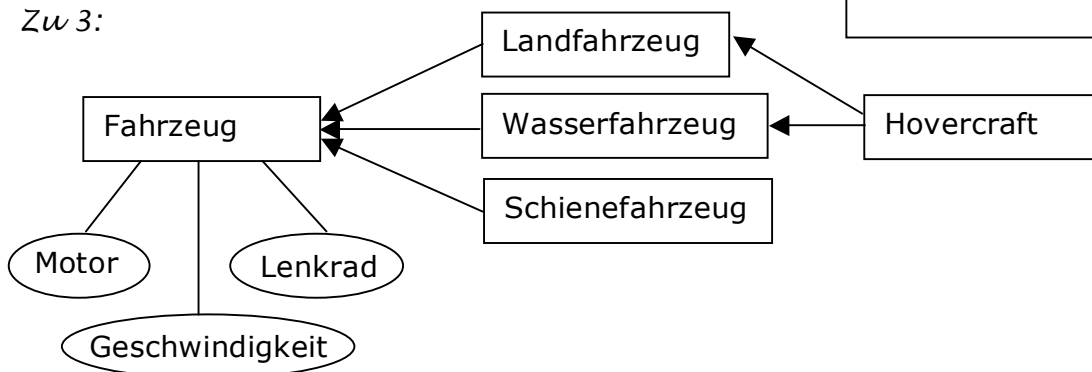 Zu 3:
Landfahrzeug
Fahrzeug
Wasserfahrzeug
Hovercraft
Schienefahrzeug
Motor
Lenkrad
Geschwindigkeit